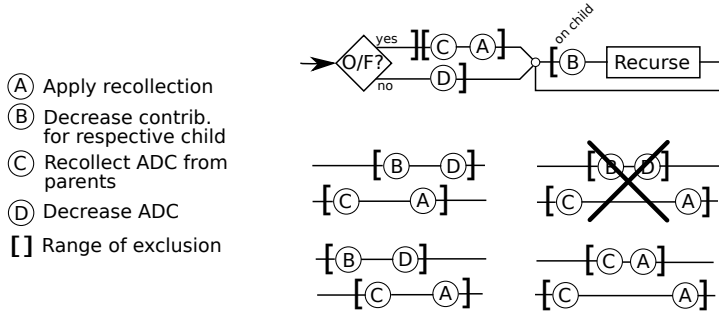 on child
yes
] [ C A ]
O/F?
[ B Recurse
D ]
no
A Apply recollection
B Decrease contrib.
for respective child
C Recollect ADC from
parents
D Decrease ADC
[ ] Range of exclusion
[ B D ]
[ C A ]
[ B D ]
[ C A ]
[ B D ]
[ C A ]
[ C A ]
[ C A ]